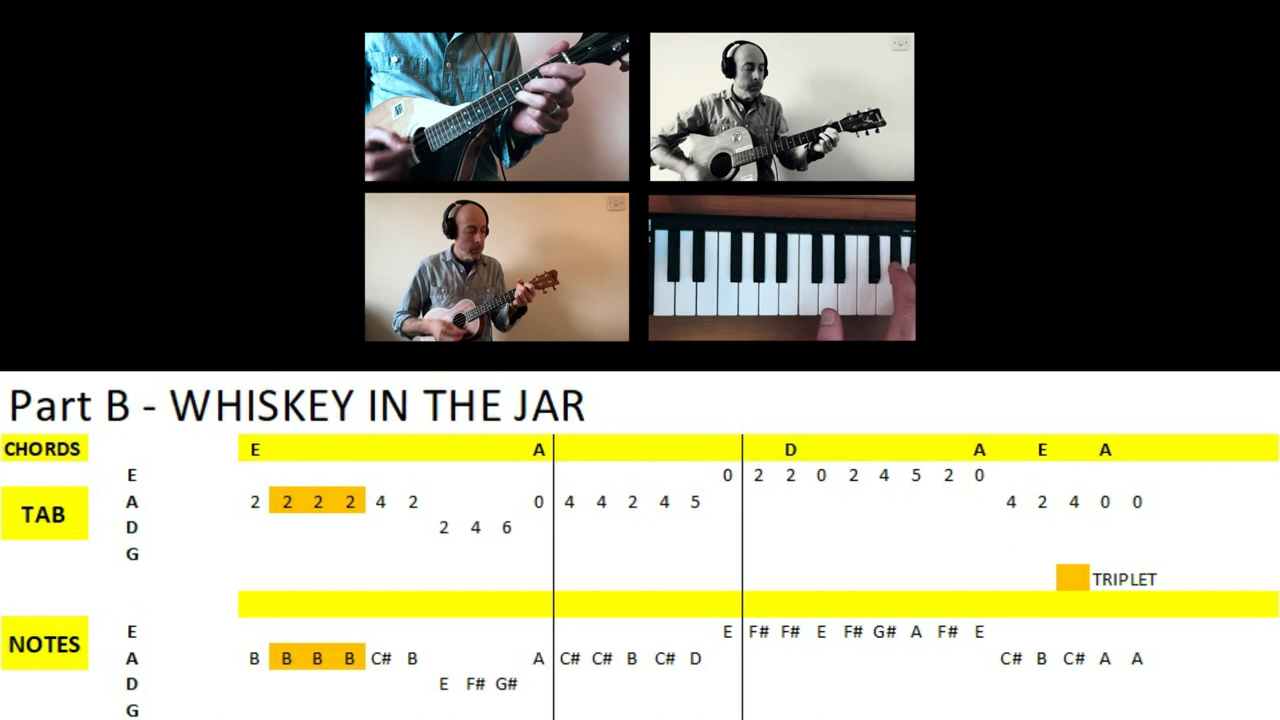 Part B - WHISKEY IN THE JAR
CHORDS E A D A E A
E 0 2 2 0 2 4 5 2 0
TAB
A 2 2 2 2 4 2 0 4 4 2 4 5 4 2 4 0 0
D 2 4 6
G
TRIPLET
NOTES
E E F# F# E F# G# A F# E
A B B B B C# B A C# C# B C# D C# B C# A A
D E F# G#
G